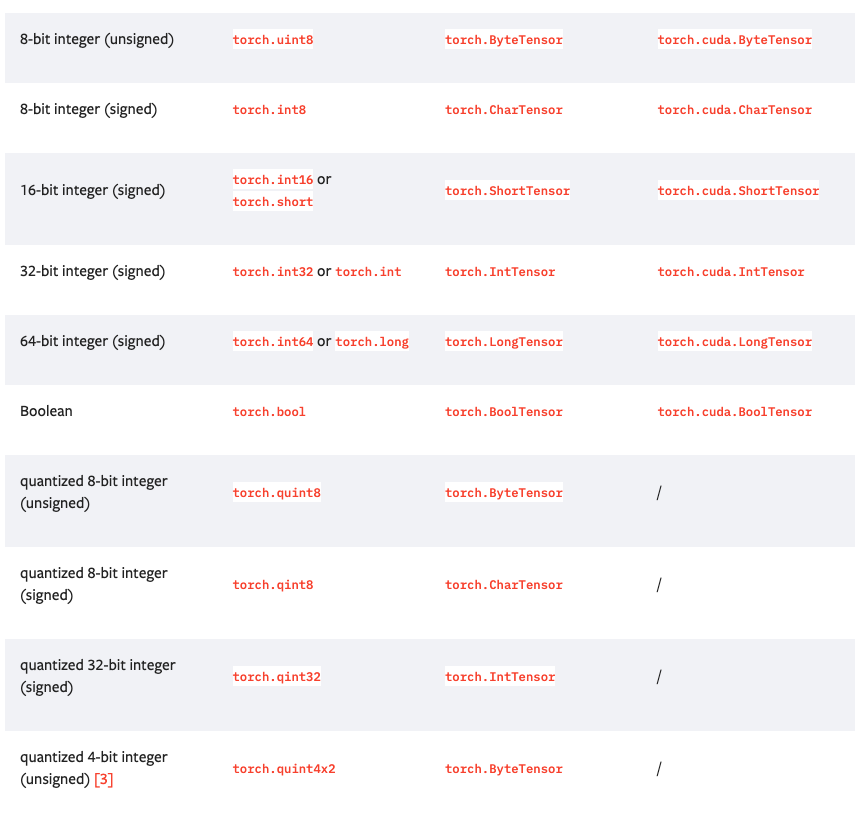 8-bit integer (unsigned) torch.uint8 torch.ByteTensor torch.cuda.ByteTensor
8-bit integer (signed) torch.int8 torch.CharTensor torch.cuda.CharTensor
16-bit integer (signed) torch.int16 or
torch.short torch.ShortTensor torch.cuda.ShortTensor
32-bit integer (signed) torch.int32 or torch.int torch.IntTensor torch.cuda.IntTensor
64-bit integer (signed) torch.int64 or torch.long torch.LongTensor torch.cuda.LongTensor
Boolean torch.bool torch.BoolTensor torch.cuda.BoolTensor
quantized 8-bit integer
(unsigned) torch.quint8 torch.ByteTensor /
quantized 8-bit integer
(signed) torch.qint8 torch.CharTensor /
quantized 32-bit integer
(signed) torch.qint32 torch.IntTensor /
quantized 4-bit integer
(unsigned) [3] torch.quint4x2 torch.ByteTensor /